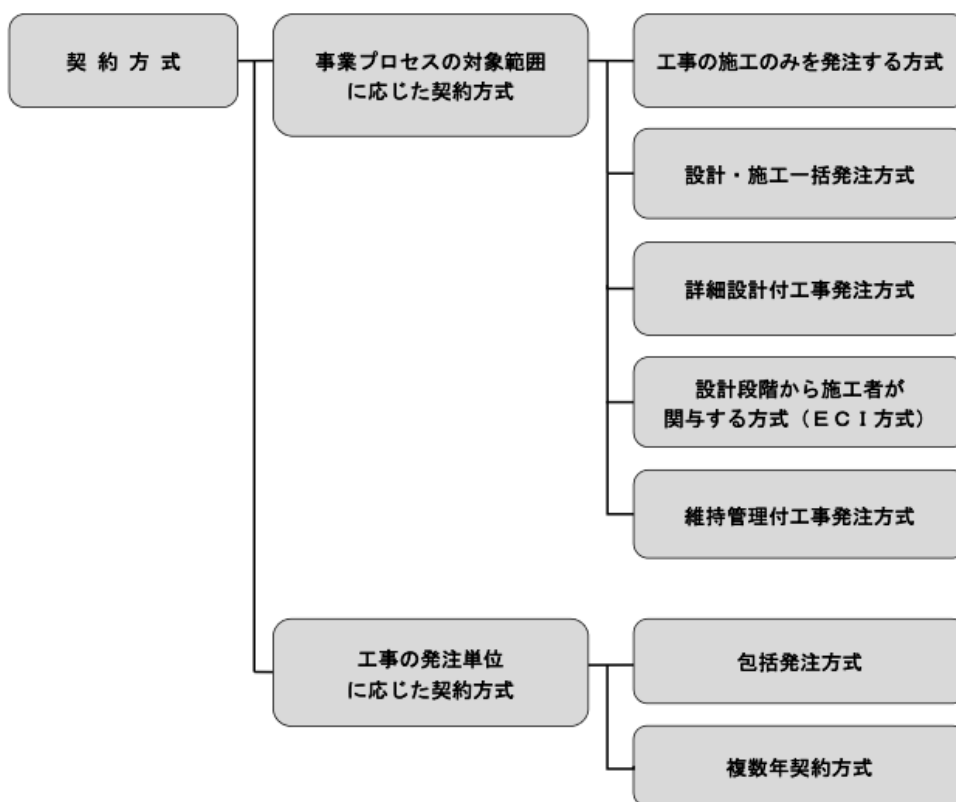 契約方式
事業プロセスの対象範囲
に応じた契約方式
工事の施工のみを発注する方式
設計・施工一括発注方式
詳細設計付工事発注方式
設計段階から施工者が
関与する方式（ＥＣＩ方式）
維持管理付工事発注方式
工事の発注単位
に応じた契約方式
包括発注方式
複数年契約方式